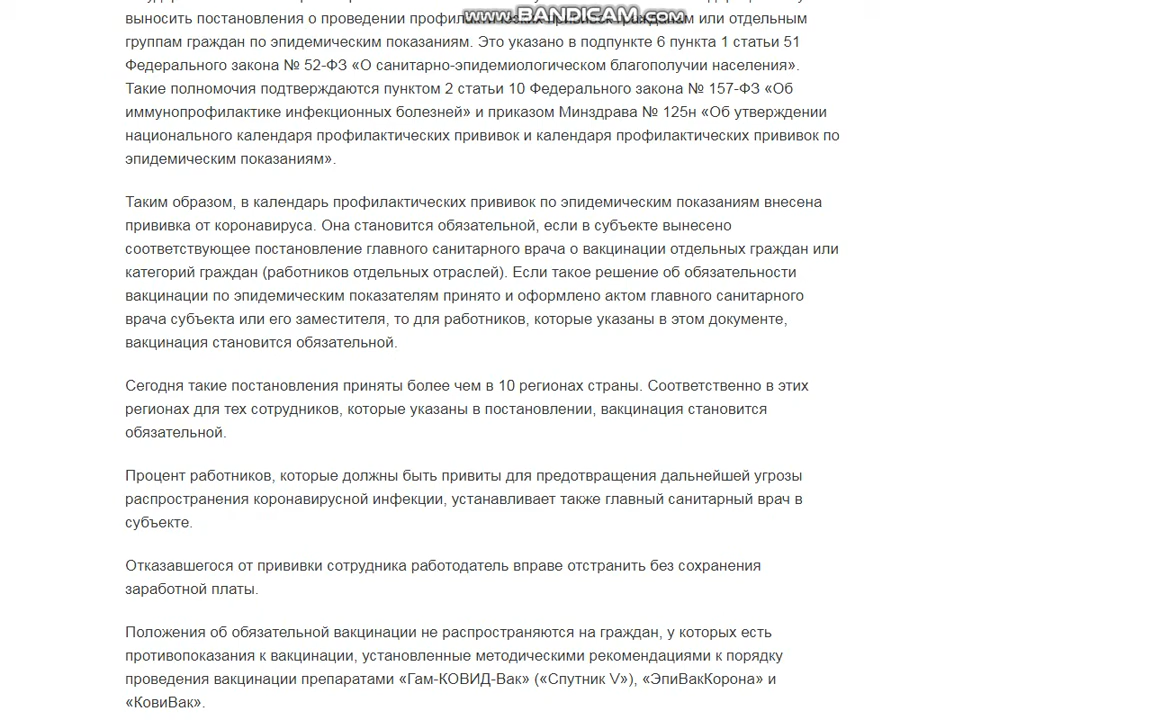 www.BANDICAM.com
выносить постановления о проведении профилактических прививок гражданам или отдельным
группам граждан по эпидемическим показаниям. Это указано в подпункте 6 пункта 1 статьи 51
Федерального закона № 52-ФЗ «О санитарно-эпидемиологическом благополучии населения».
Такие полномочия подтверждаются пунктом 2 статьи 10 Федерального закона № 157-ФЗ «Об
иммунопрофилактике инфекционных болезней» и приказом Минздрава № 125н «Об утверждении
национального календаря профилактических прививок и календаря профилактических прививок по
эпидемическим показаниям».
Таким образом, в календарь профилактических прививок по эпидемическим показаниям внесена
прививка от коронавируса. Она становится обязательной, если в субъекте вынесено
соответствующее постановление главного санитарного врача о вакцинации отдельных граждан или
категорий граждан (работников отдельных отраслей). Если такое решение об обязательности
вакцинации по эпидемическим показателям принято и оформлено актом главного санитарного
врача субъекта или его заместителя, то для работников, которые указаны в этом документе,
вакцинация становится обязательной.
Сегодня такие постановления приняты более чем в 10 регионах страны. Соответственно в этих
регионах для тех сотрудников, которые указаны в постановлении, вакцинация становится
обязательной.
Процент работников, которые должны быть привиты для предотвращения дальнейшей угрозы
распространения коронавирусной инфекции, устанавливает также главный санитарный врач в
субъекте.
Отказавшегося от прививки сотрудника работодатель вправе отстранить без сохранения
заработной платы.
Положения об обязательной вакцинации не распространяются на граждан, у которых есть
противопоказания к вакцинации, установленные методическими рекомендациями к порядку
проведения вакцинации препаратами «Гам-КОВИД-Вак» («Спутник V»), «ЭпиВакКорона» и
«КовиВак».